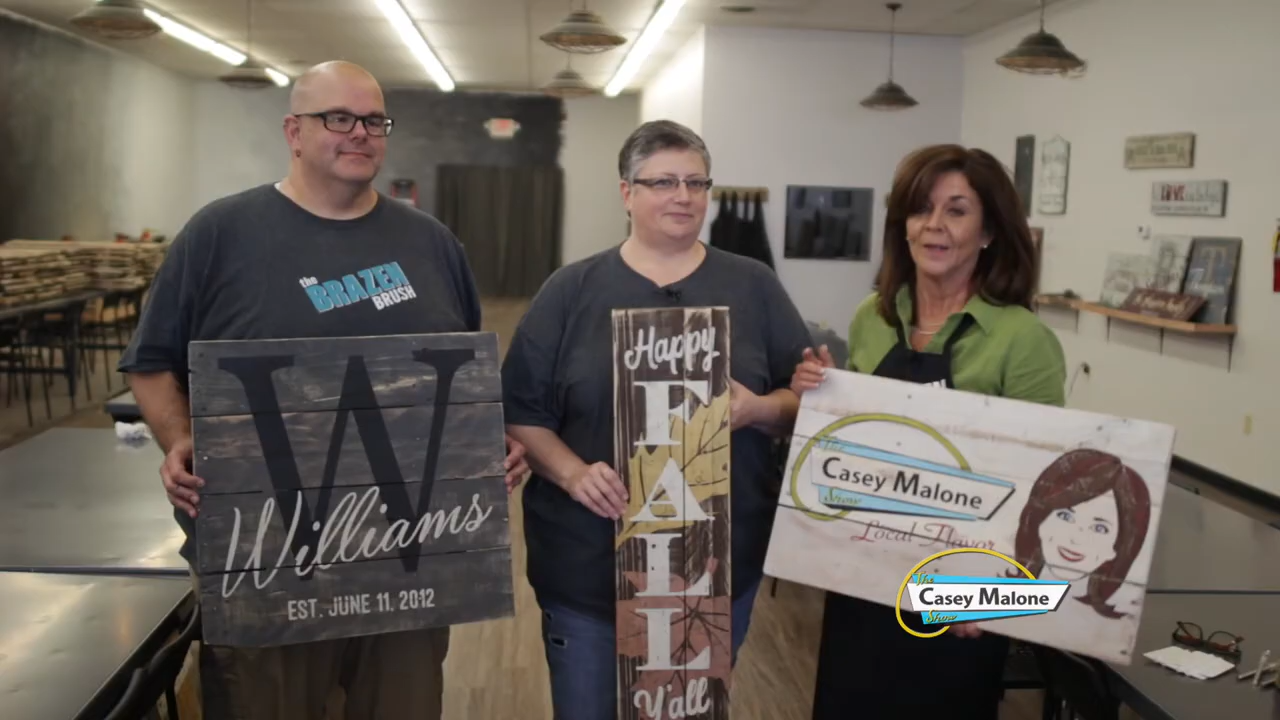 the
BRAZEN
BRUSH
W
Williams
EST. JUNE 11, 2012
Happy
FALL
Y'all
The
Casey Malone
Show
Local Flavor
The
Casey Malone
Show